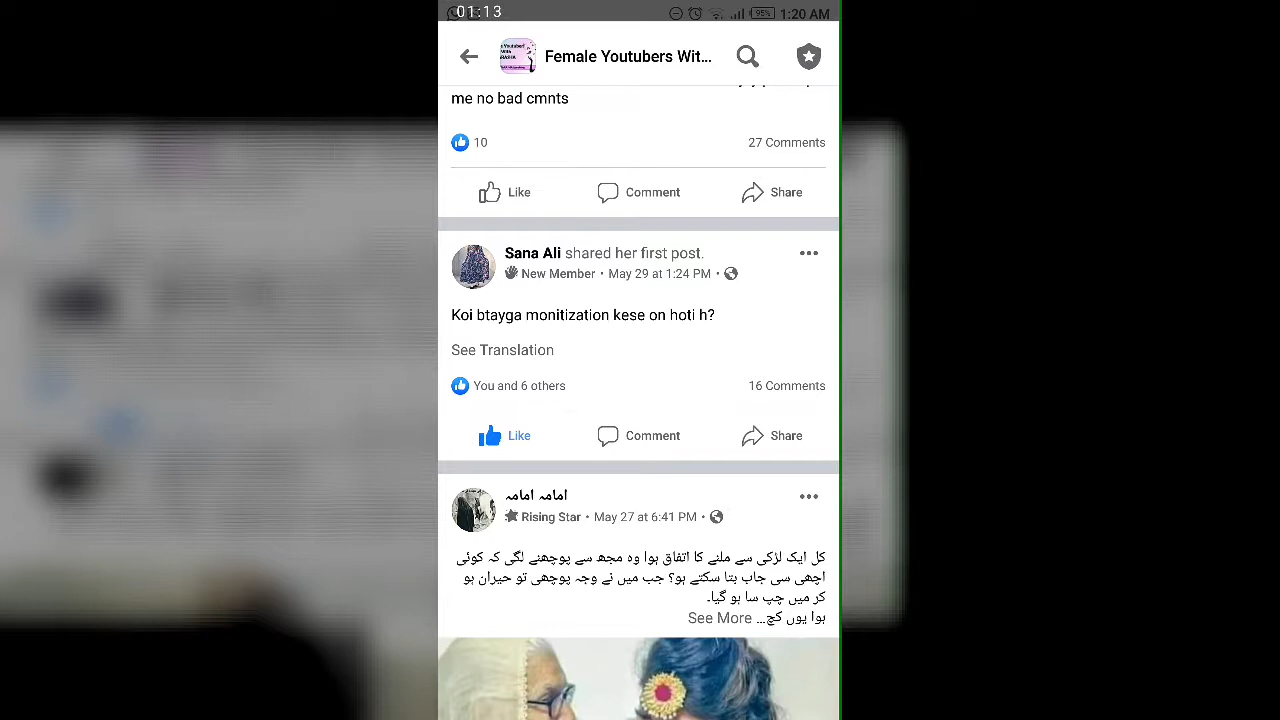 01:13
95%
1:20 AM
Female Youtubers Wit...
me no bad cmnts
10
27 Comments
Like
Comment
Share
Sana Ali shared her first post.
New Member • May 29 at 1:24 PM •
Koi btayga monitization kese on hoti h?
See Translation
You and 6 others
16 Comments
Like
Comment
Share
امامہ امامہ
Rising Star • May 27 at 6:41 PM •
کل ایک لڑکی سے ملنے کا اتفاق ہوا وہ مجھ سے پوچھنے لگی کہ کوئی
اچھی سی جاب بتا سکتے ہو؟ جب میں نے وجہ پوچھی تو حیران ہو
کر میں چپ سا ہو گیا۔
ہوا یوں کچ... See More